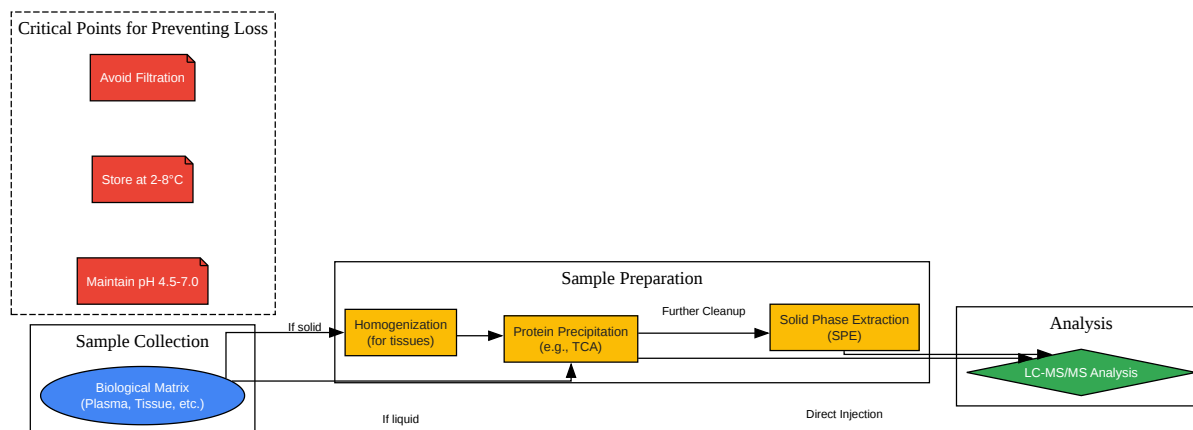 Critical Points for Preventing Loss
Avoid Filtration
Store at 2-8°C
Maintain pH 4.5-7.0
Sample Collection
Biological Matrix
(Plasma, Tissue, etc.)
If solid
If liquid
Sample Preparation
Homogenization
(for tissues)
Protein Precipitation
(e.g., TCA)
Further Cleanup
Solid Phase Extraction
(SPE)
Direct Injection
Analysis
LC-MS/MS Analysis